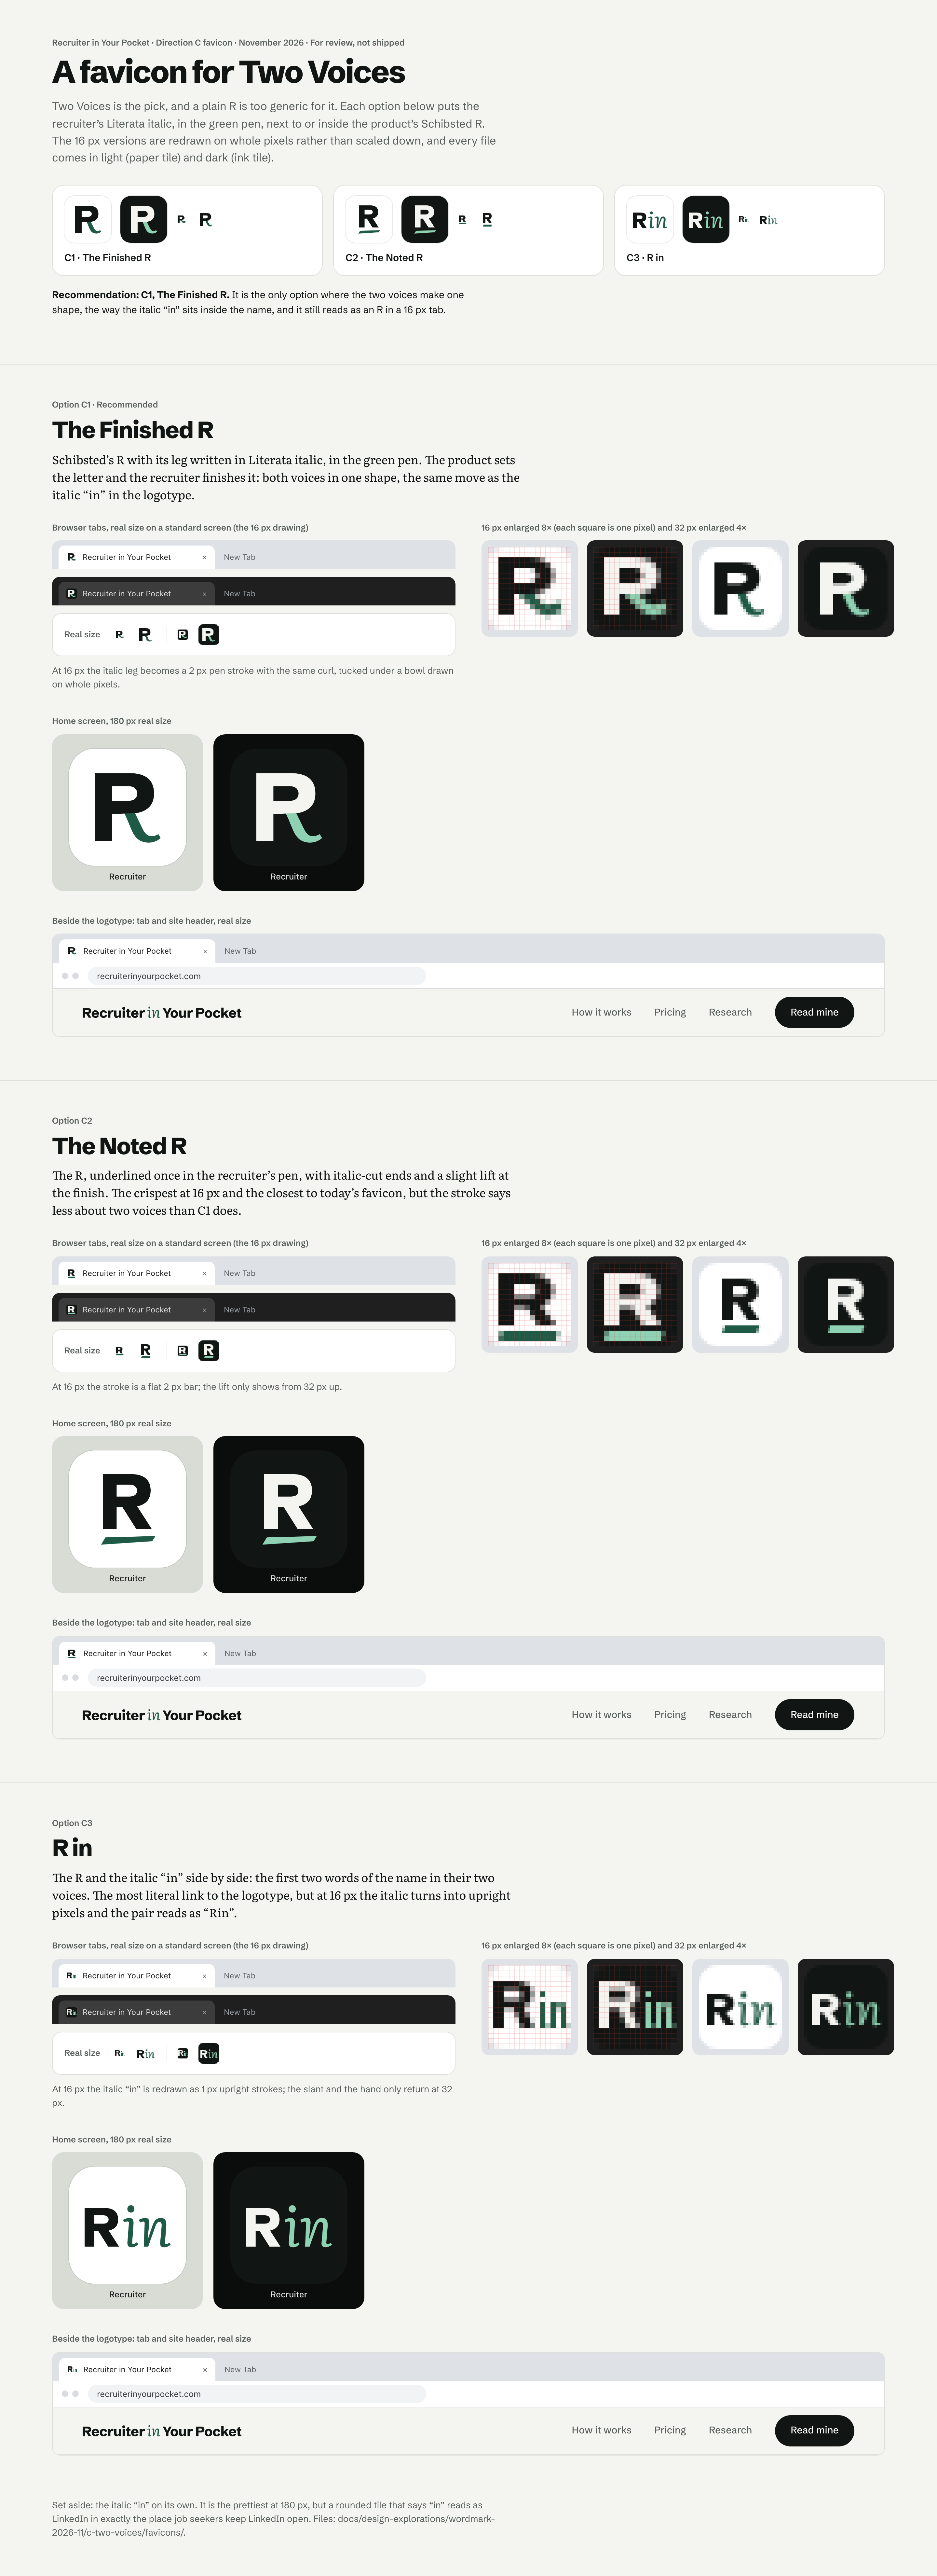 Recruiter in Your Pocket · Direction C favicon · November 2026 · For review, not shipped
A favicon for Two Voices
Two Voices is the pick, and a plain R is too generic for it. Each option below puts the
recruiter's Literata italic, in the green pen, next to or inside the product's Schibsted R.
The 16 px versions are redrawn on whole pixels rather than scaled down, and every file
comes in light (paper tile) and dark (ink tile).
R R R R
C1 · The Finished R
R R R R
C2 · The Noted R
Rin Rin Rin Rin
C3 · R in
Recommendation: C1, The Finished R. It is the only option where the two voices make one
shape, the way the italic “in” sits inside the name, and it still reads as an R in a 16 px tab.
Option C1 · Recommended
The Finished R
Schibsted's R with its leg written in Literata italic, in the green pen. The product sets
the letter and the recruiter finishes it: both voices in one shape, the same move as the
italic “in” in the logotype.
Browser tabs, real size on a standard screen (the 16 px drawing)
R Recruiter in Your Pocket × New Tab
R Recruiter in Your Pocket × New Tab
Real size R R R R
At 16 px the italic leg becomes a 2 px pen stroke with the same curl, tucked under a bowl drawn
on whole pixels.
16 px enlarged 8× (each square is one pixel) and 32 px enlarged 4×
R R R R
Home screen, 180 px real size
R R
Recruiter Recruiter
Beside the logotype: tab and site header, real size
R Recruiter in Your Pocket × New Tab
recruiterinyourpocket.com
Recruiter in Your Pocket How it works Pricing Research Read mine
Option C2
The Noted R
The R, underlined once in the recruiter's pen, with italic-cut ends and a slight lift at
the finish. The crispest at 16 px and the closest to today's favicon, but the stroke says
less about two voices than C1 does.
Browser tabs, real size on a standard screen (the 16 px drawing)
R Recruiter in Your Pocket × New Tab
R Recruiter in Your Pocket × New Tab
Real size R R R R
At 16 px the stroke is a flat 2 px bar; the lift only shows from 32 px up.
16 px enlarged 8× (each square is one pixel) and 32 px enlarged 4×
R R R R
Home screen, 180 px real size
R R
Recruiter Recruiter
Beside the logotype: tab and site header, real size
R Recruiter in Your Pocket × New Tab
recruiterinyourpocket.com
Recruiter in Your Pocket How it works Pricing Research Read mine
Option C3
R in
The R and the italic “in” side by side: the first two words of the name in their two
voices. The most literal link to the logotype, but at 16 px the italic turns into upright
pixels and the pair reads as “Rin”.
Browser tabs, real size on a standard screen (the 16 px drawing)
Rin Recruiter in Your Pocket × New Tab
Rin Recruiter in Your Pocket × New Tab
Real size Rin Rin Rin Rin
At 16 px the italic “in” is redrawn as 1 px upright strokes; the slant and the hand only return at 32
px.
16 px enlarged 8× (each square is one pixel) and 32 px enlarged 4×
Rin Rin Rin Rin
Home screen, 180 px real size
Rin Rin
Recruiter Recruiter
Beside the logotype: tab and site header, real size
Rin Recruiter in Your Pocket × New Tab
recruiterinyourpocket.com
Recruiter in Your Pocket How it works Pricing Research Read mine
Set aside: the italic “in” on its own. It is the prettiest at 180 px, but a rounded tile that says “in” reads as
LinkedIn in exactly the place job seekers keep LinkedIn open. Files: docs/design-explorations/wordmark-
2026-11/c-two-voices/favicons/.